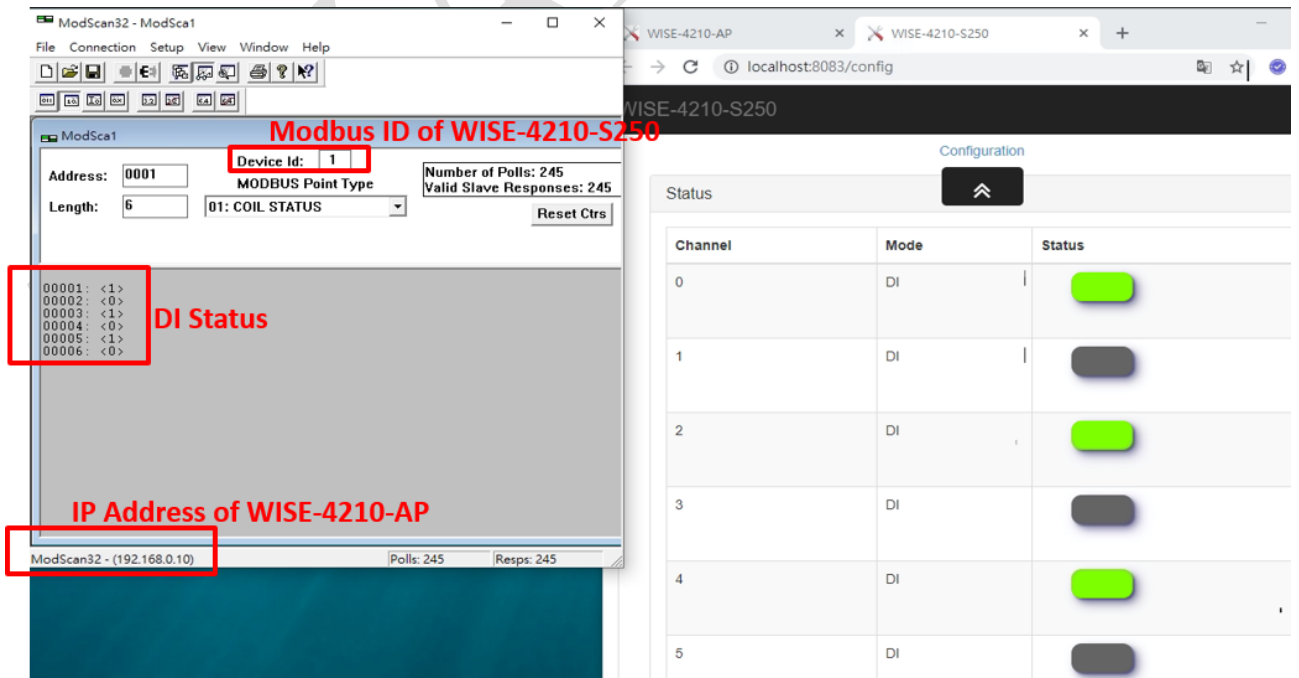 ModScan32 - ModSca1
File Connection Setup View Window Help
ModSca1
Modbus ID of WISE-4210-S250
Address: 0001
Device Id: 1
MODBUS Point Type
Length: 6
01: COIL STATUS
Number of Polls: 245
Valid Slave Responses: 245
Reset Ctrs
00001: <1>
00002: <0>
00003: <1>
00004: <0>
00005: <1>
00006: <0>
DI Status
IP Address of WISE-4210-AP
ModScan32 - (192.168.0.10)
Polls: 245
Resps: 245
WISE-4210-AP
WISE-4210-S250
localhost:8083/config
WISE-4210-S250
Configuration
Status
Channel Mode Status
0 DI
1 DI
2 DI
3 DI
4 DI
5 DI